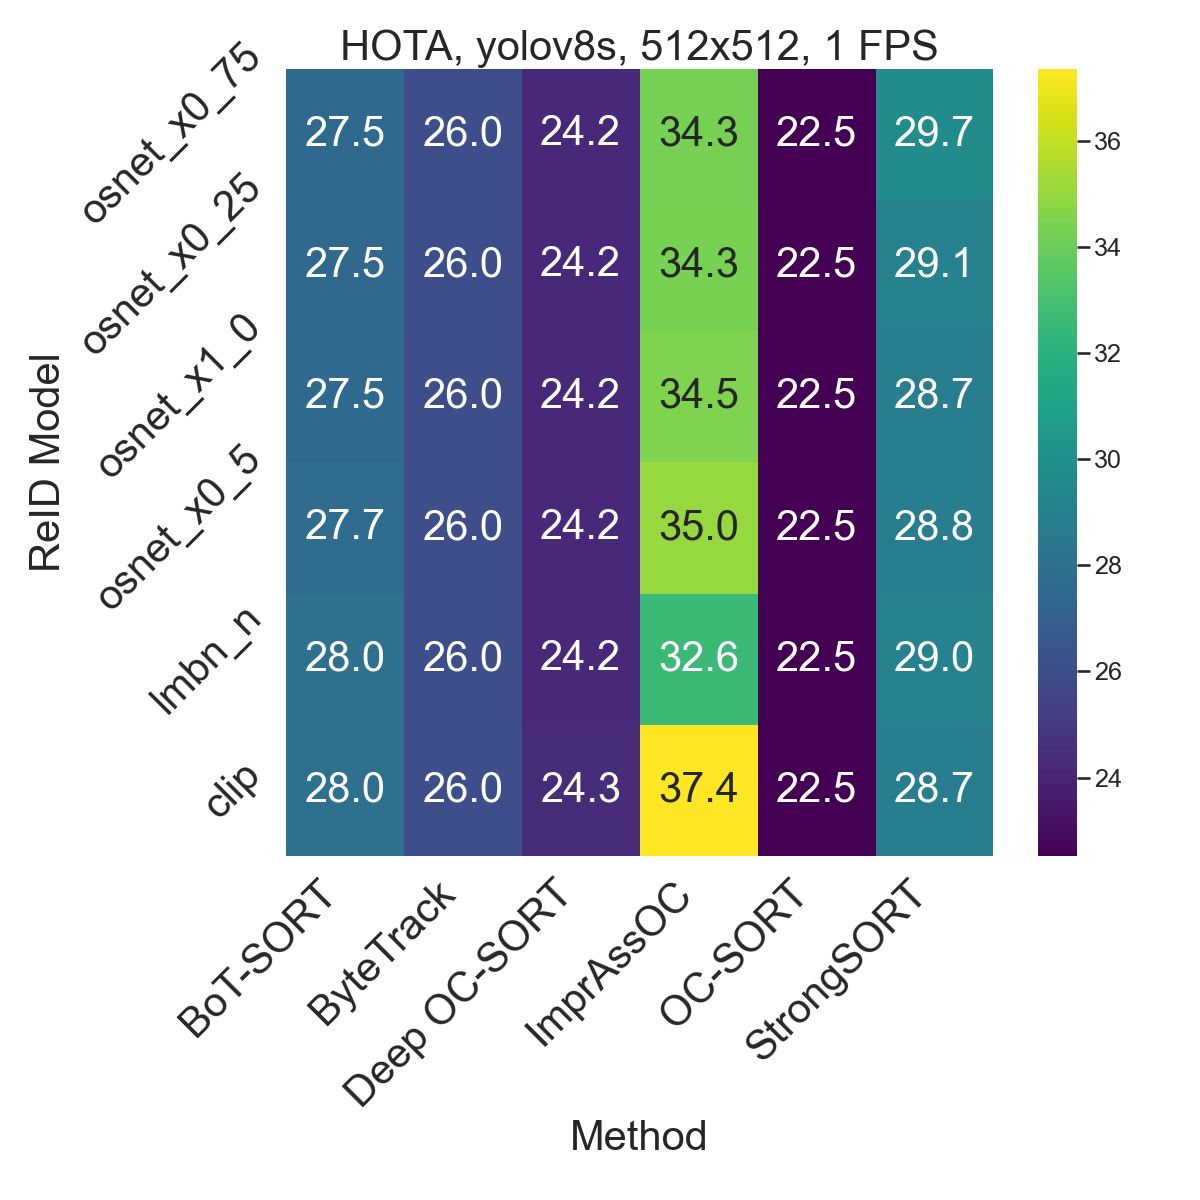 HOTA, yolov8s, 512x512, 1 FPS
ReID Model
osnet_x0_75
27.5 26.0 24.2 34.3 22.5 29.7
osnet_x0_25
27.5 26.0 24.2 34.3 22.5 29.1
osnet_x1_0
27.5 26.0 24.2 34.5 22.5 28.7
osnet_x0_5
27.7 26.0 24.2 35.0 22.5 28.8
lmbn_n
28.0 26.0 24.2 32.6 22.5 29.0
clip
28.0 26.0 24.3 37.4 22.5 28.7
BoT-SORT
ByteTrack
Deep OC-SORT
ImprAssOC
OC-SORT
StrongSORT
Method
36
34
32
30
28
26
24